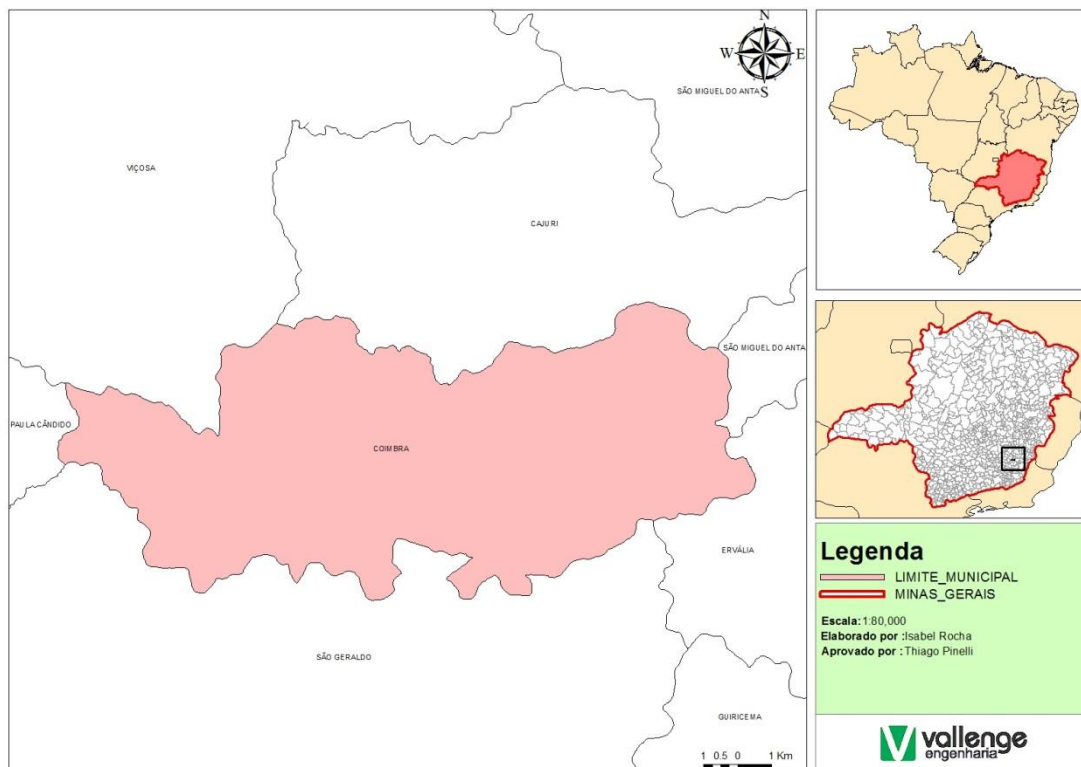 N
W E
S
SÃO MIGUEL DO ANTA
VIÇOSA
CAJURI
SÃO MIGUEL DO ANTA
PAULA CÂNDIDO
COIMBRA
ERVÁLIA
SÃO GERALDO
GUIRICEMA
1 0.5 0 1 Km
Legenda
LIMITE_MUNICIPAL
MINAS_GERAIS
Escala: 1:80,000
Elaborado por : Isabel Rocha
Aprovado por : Thiago Pinelli
vallenge
engenharia